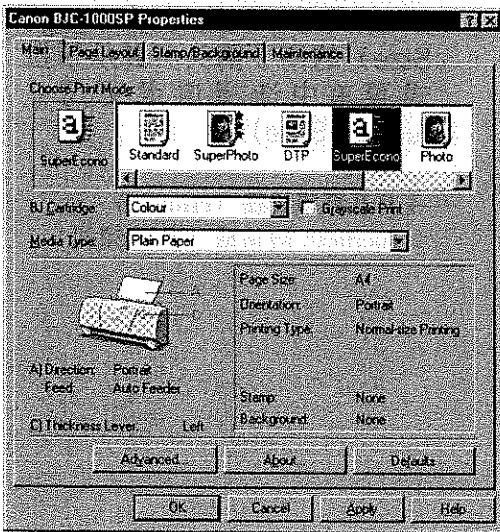 Canon BJC-1000SP Properties
Main Page Layout Stamp/Background Maintenance
Choose Print Mode:
a
SuperEcono
Standard SuperPhoto DTP SuperEcono Photo
BJ Cartridge: Colour Grayscale Print
Media Type: Plain Paper
Page Size: A4
Orientation: Portrait
Printing Type: Normal-size Printing
A
C
A) Direction: Portrait
Feed: Auto Feeder
C) Thickness Lever: Left
Stamp: None
Background: None
Advanced About Defaults
OK Cancel Apply Help